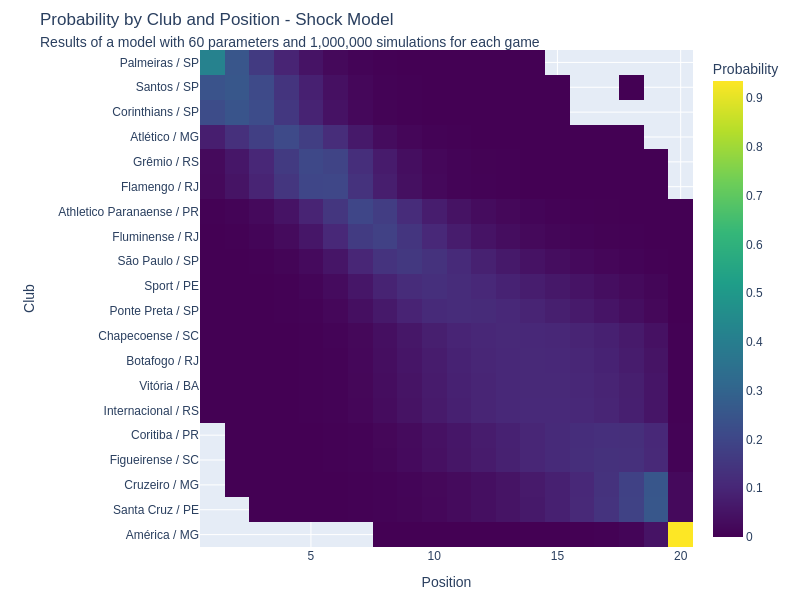 Probability by Club and Position - Shock Model
Results of a model with 60 parameters and 1,000,000 simulations for each game
Probability
Club
Palmeiras / SP
Santos / SP
Corinthians / SP
Atlético / MG
Grêmio / RS
Flamengo / RJ
Athletico Paranaense / PR
Fluminense / RJ
São Paulo / SP
Sport / PE
Ponte Preta / SP
Chapecoense / SC
Botafogo / RJ
Vitória / BA
Internacional / RS
Coritiba / PR
Figueirense / SC
Cruzeiro / MG
Santa Cruz / PE
América / MG
0.9
0.8
0.7
0.6
0.5
0.4
0.3
0.2
0.1
0
5
10
15
20
Position